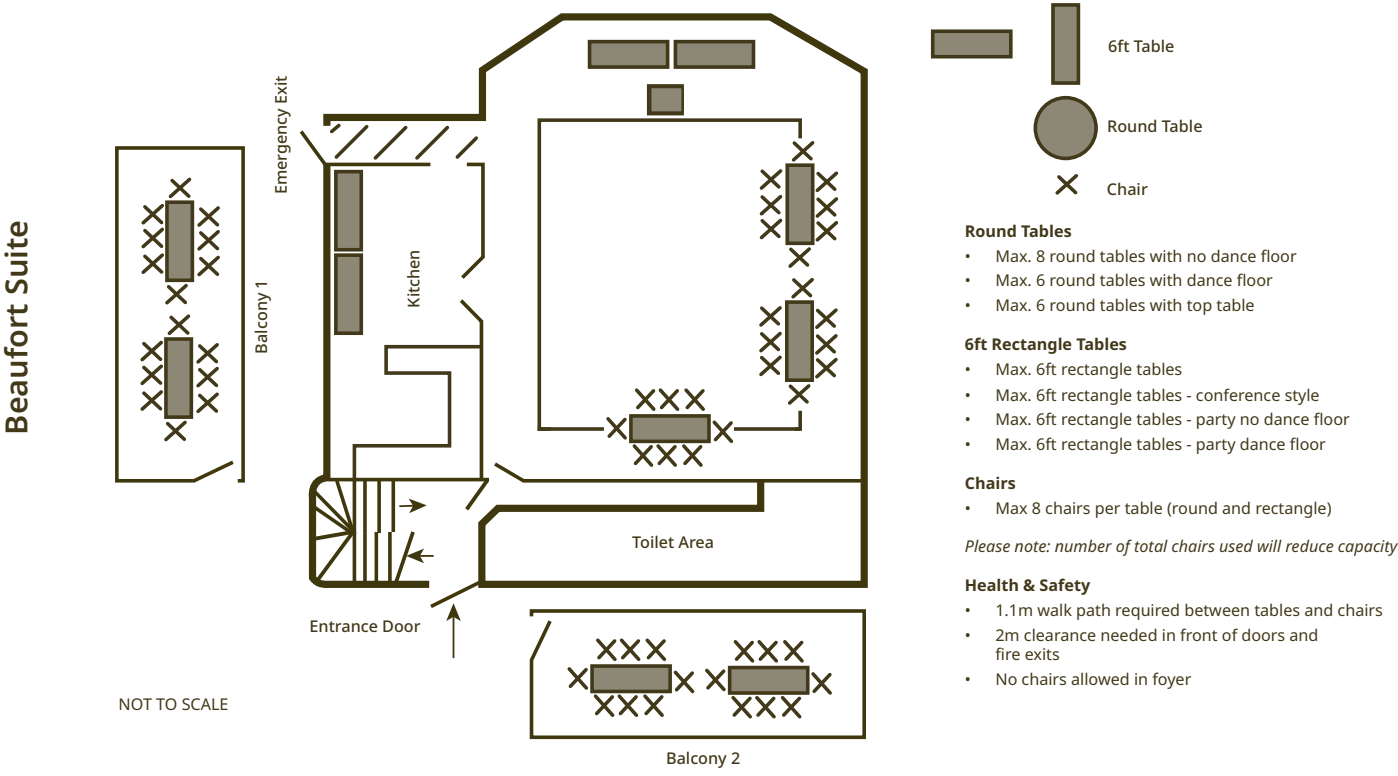 Beaufort Suite
Emergency Exit
Balcony 1
Kitchen
Toilet Area
Entrance Door
NOT TO SCALE
Balcony 2
6ft Table
Round Table
Chair
Round Tables
• Max. 8 round tables with no dance floor
• Max. 6 round tables with dance floor
• Max. 6 round tables with top table
6ft Rectangle Tables
• Max. 6ft rectangle tables
• Max. 6ft rectangle tables - conference style
• Max. 6ft rectangle tables - party no dance floor
• Max. 6ft rectangle tables - party dance floor
Chairs
• Max 8 chairs per table (round and rectangle)
Please note: number of total chairs used will reduce capacity
Health & Safety
• 1.1m walk path required between tables and chairs
• 2m clearance needed in front of doors and
fire exits
• No chairs allowed in foyer